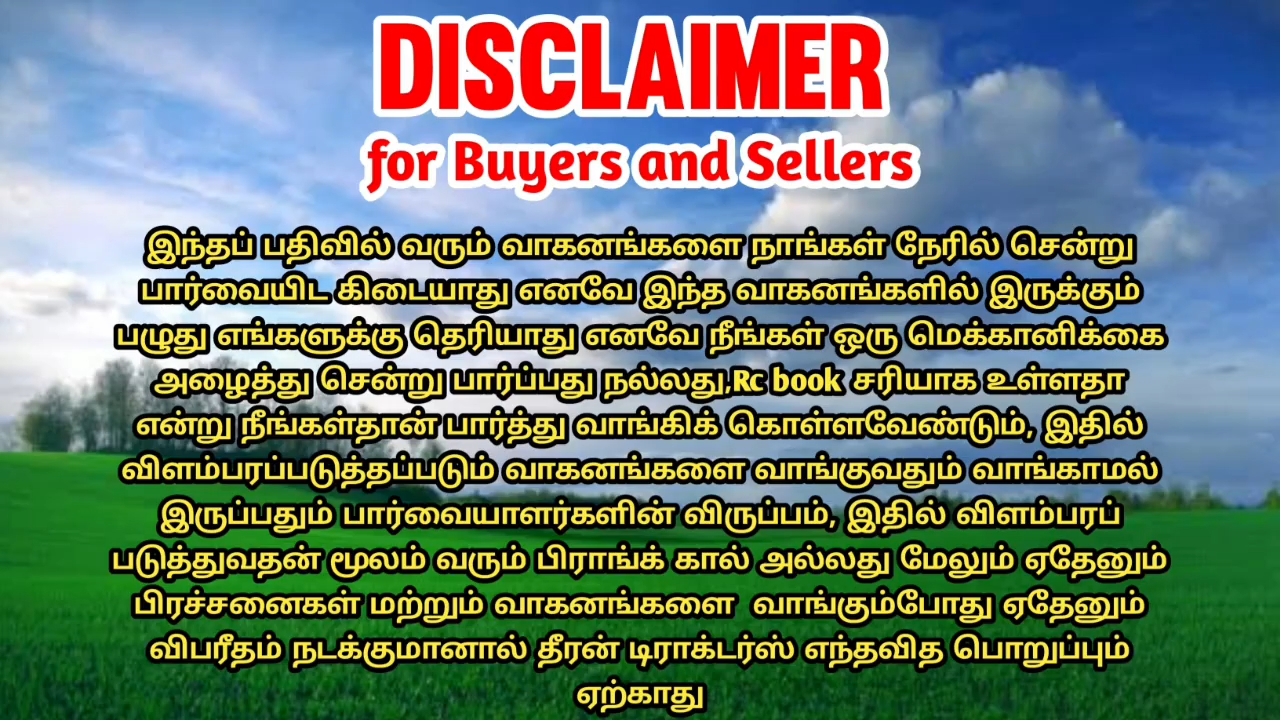 DISCLAIMER
for Buyers and Sellers
இந்தப் பதிவில் வரும் வாகனங்களை நாங்கள் நேரில் சென்று
பார்வையிட கிடையாது எனவே இந்த வாகனங்களில் இருக்கும்
பழுது எங்களுக்கு தெரியாது எனவே நீங்கள் ஒரு மெக்கானிக்கை
அழைத்து சென்று பார்ப்பது நல்லது,Rc book சரியாக உள்ளதா
என்று நீங்கள்தான் பார்த்து வாங்கிக் கொள்ளவேண்டும், இதில்
விளம்பரப்படுத்தப்படும் வாகனங்களை வாங்குவதும் வாங்காமல்
இருப்பதும் பார்வையாளர்களின் விருப்பம், இதில் விளம்பரப்
படுத்துவதன் மூலம் வரும் பிராங்க் கால் அல்லது மேலும் ஏதேனும்
பிரச்சனைகள் மற்றும் வாகனங்களை வாங்கும்போது ஏதேனும்
விபரீதம் நடக்குமானால் தீரன் டிராக்டர்ஸ் எந்தவித பொறுப்பும்
ஏற்காது